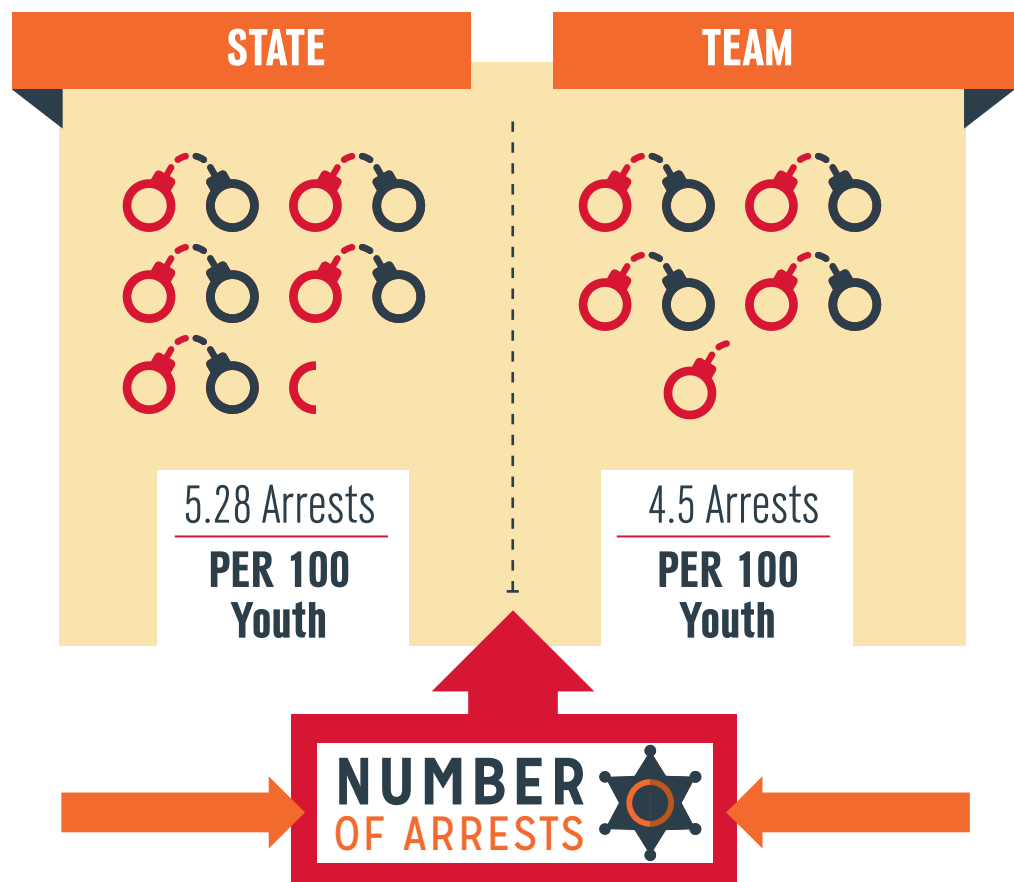 STATE
TEAM
5.28 Arrests
PER 100
Youth
4.5 Arrests
PER 100
Youth
NUMBER
OF ARRESTS